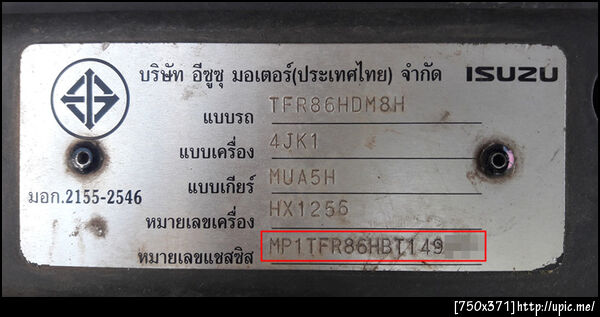 บริษัท อีซูซุ มอเตอร์(ประเทศไทย) จำกัด ISUZU
แบบรถ TFR86HDM8H
แบบเครื่อง 4JK1
แบบเกียร์ MUA5H
มอก.2155-2546
หมายเลขเครื่อง HX1256
หมายเลขแชสซิส MP1TFR86HBT149
[750x371] http://upic.me/